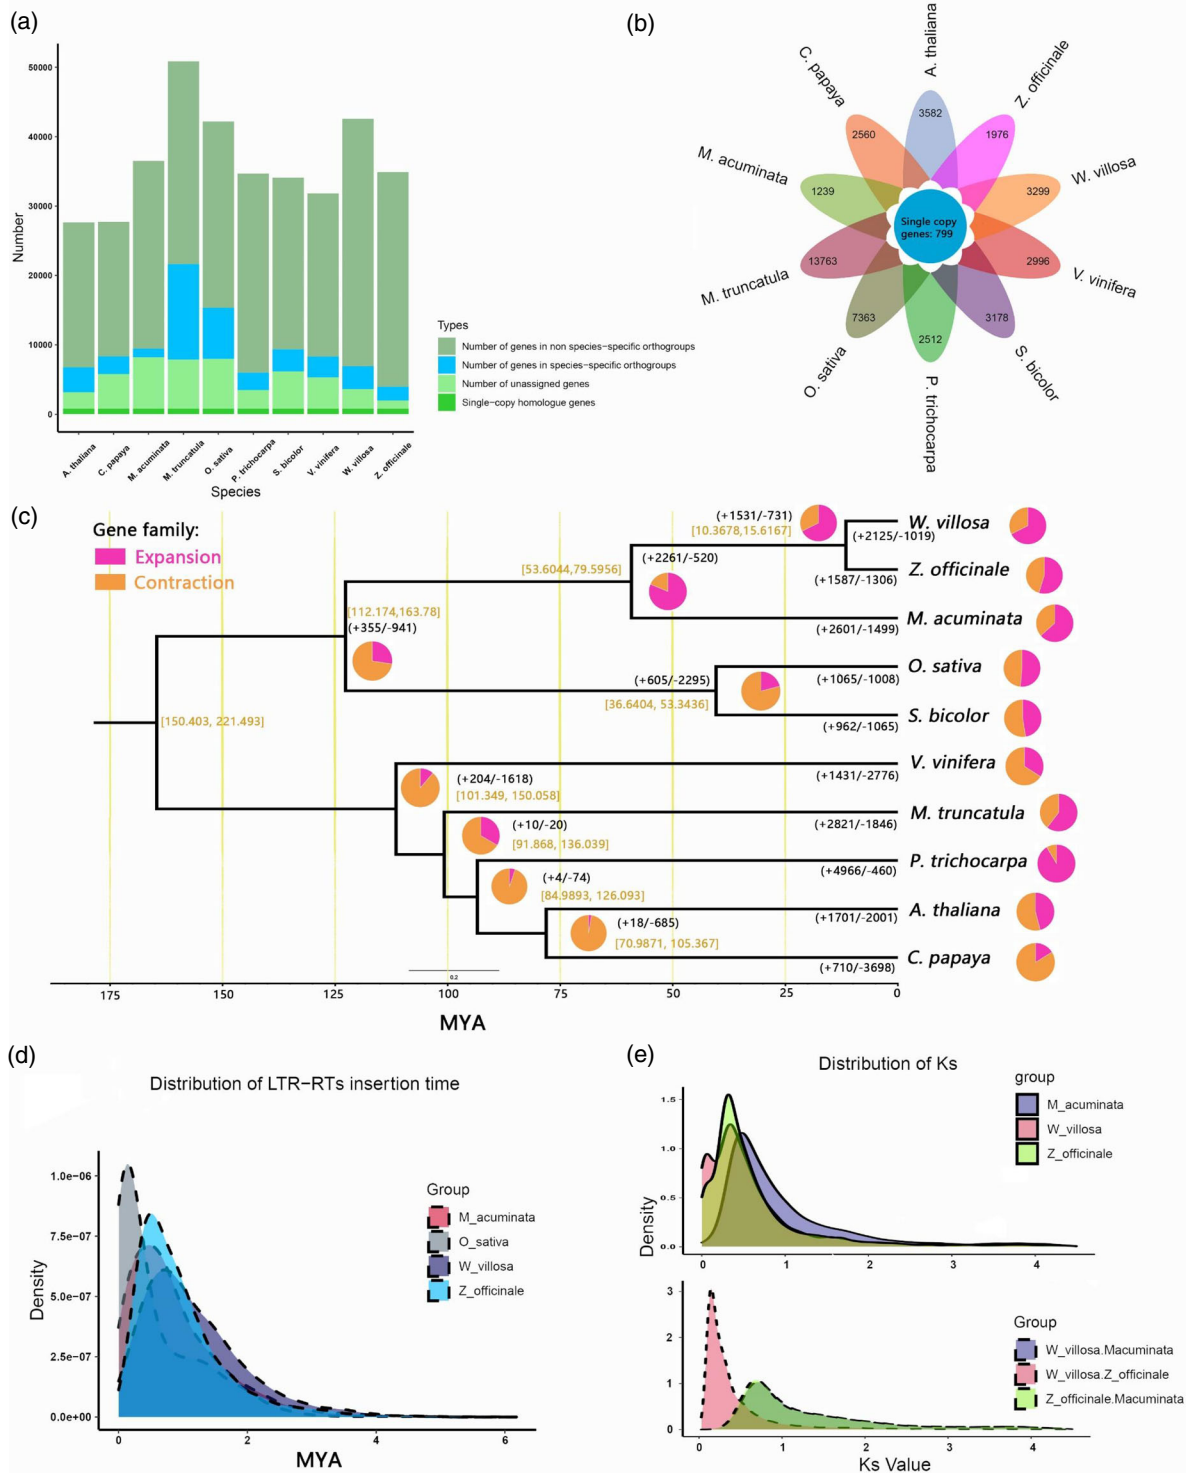 (a)
50000
40000
30000
20000
10000
0
Number
A. thaliana
C. papaya
M. acuminata
M. truncatula
O. sativa
P. trichocarpa
S. bicolor
V. vinifera
W. villosa
Z. officinale
Species
Types
Number of genes in non species−specific orthogroups
Number of genes in species−specific orthogroups
Number of unassigned genes
Single−copy homologue genes
(b)
A. thaliana
Z. officinale
W. villosa
V. vinifera
S. bicolor
P. trichocarpa
O. sativa
M. truncatula
M. acuminata
C. papaya
3582
1976
3299
2996
3178
2512
7363
13763
1239
2560
Single copy
genes: 799
(c)
Gene family:
Expansion
Contraction
(+1531/-731)
[10.3678,15.6167]
(+2261/-520)
[53.6044,79.5956]
[112.174,163.78]
(+355/-941)
(+605/-2295)
[36.6404, 53.3436]
[150.403, 221.493]
(+204/-1618)
[101.349, 150.058]
(+10/-20)
[91.868, 136.039]
(+4/-74)
[84.9893, 126.093]
(+18/-685)
[70.9871, 105.367]
W. villosa
(+2125/-1019)
Z. officinale
(+1587/-1306)
M. acuminata
(+2601/-1499)
O. sativa
(+1065/-1008)
S. bicolor
(+962/-1065)
V. vinifera
(+1431/-2776)
M. truncatula
(+2821/-1846)
P. trichocarpa
(+4966/-460)
A. thaliana
(+1701/-2001)
C. papaya
(+710/-3698)
0.2
175 150 125 100 75 50 25 0
MYA
(d)
Distribution of LTR−RTs insertion time
1.0e−06
7.5e−07
5.0e−07
2.5e−07
0.0e+00
Density
0 2 4 6
MYA
Group
M_acuminata
O_sativa
W_villosa
Z_officinale
(e)
Distribution of Ks
1.5
1.0
0.5
0.0
Density
0 1 2 3 4
group
M_acuminata
W_villosa
Z_officinale
3
2
1
0
0 1 2 3 4
Ks Value
Group
W_villosa.Macuminata
W_villosa.Z_officinale
Z_officinale.Macuminata